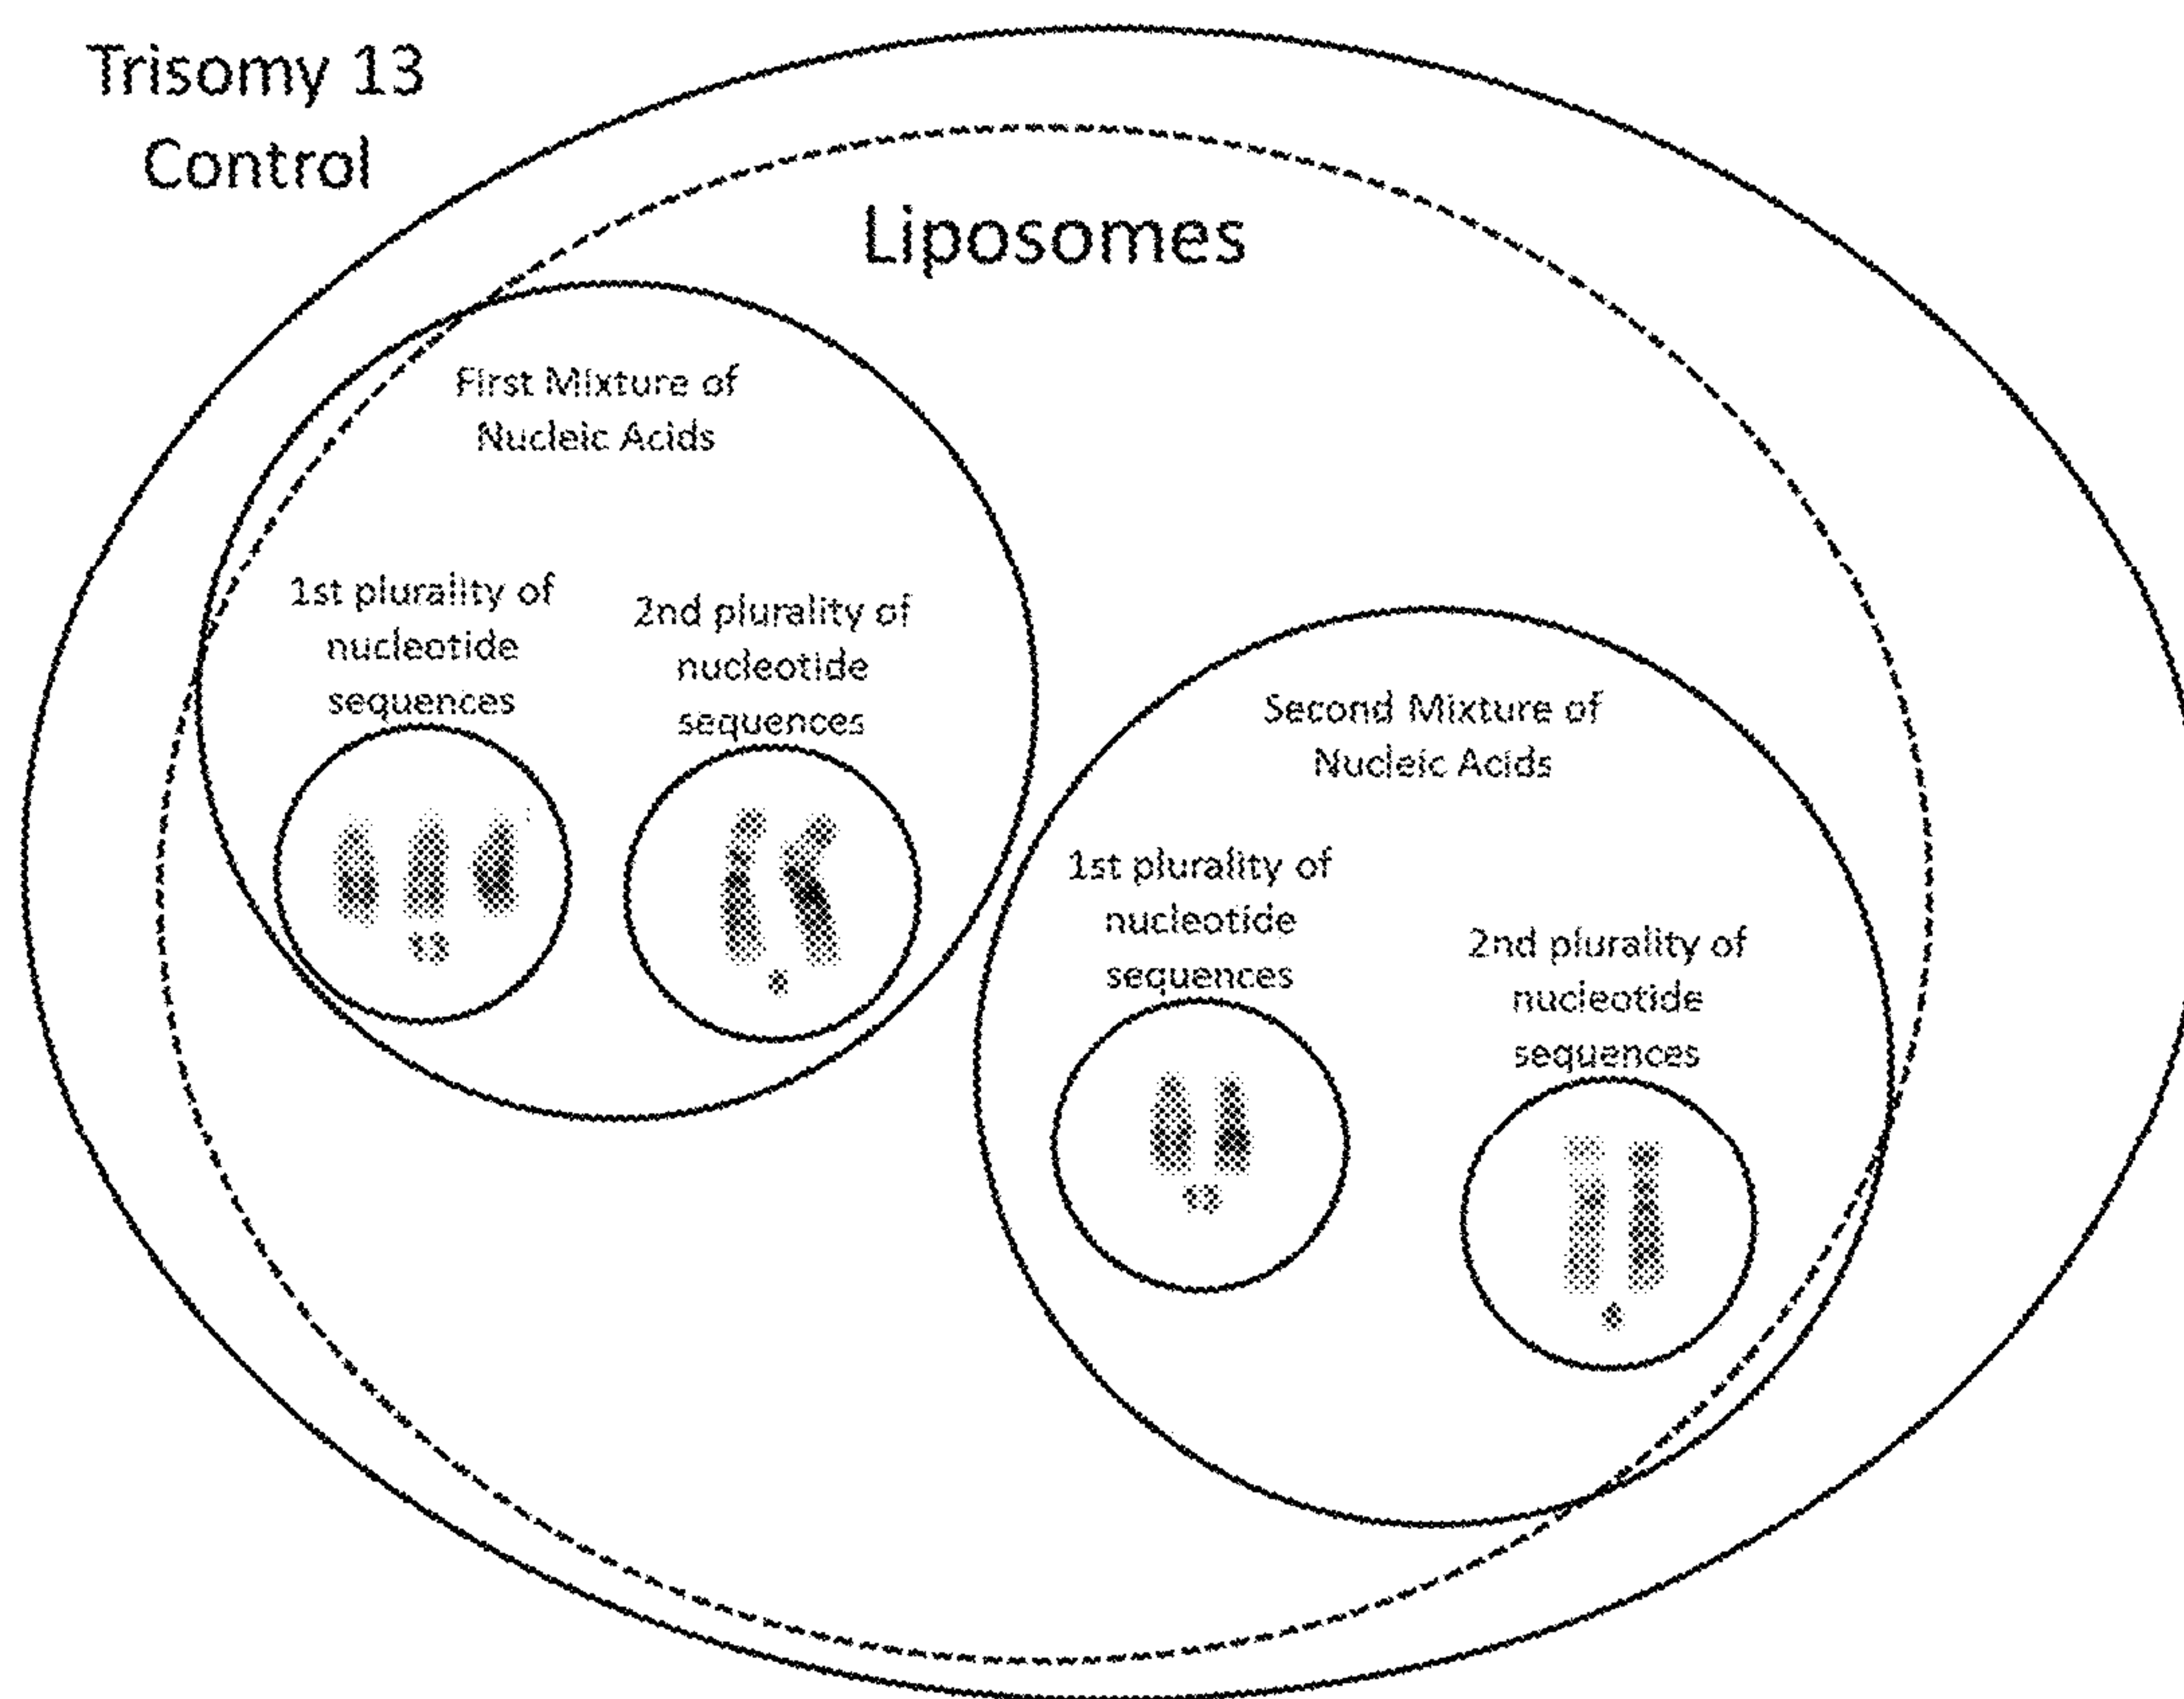 Trisomy 13
Control
Liposomes
First Mixture of
Nucleic Acids
1st plurality of
nucleotide
sequences
2nd plurality of
nucleotide
sequences
Second Mixture of
Nucleic Acids
1st plurality of
nucleotide
sequences
2nd plurality of
nucleotide
sequences